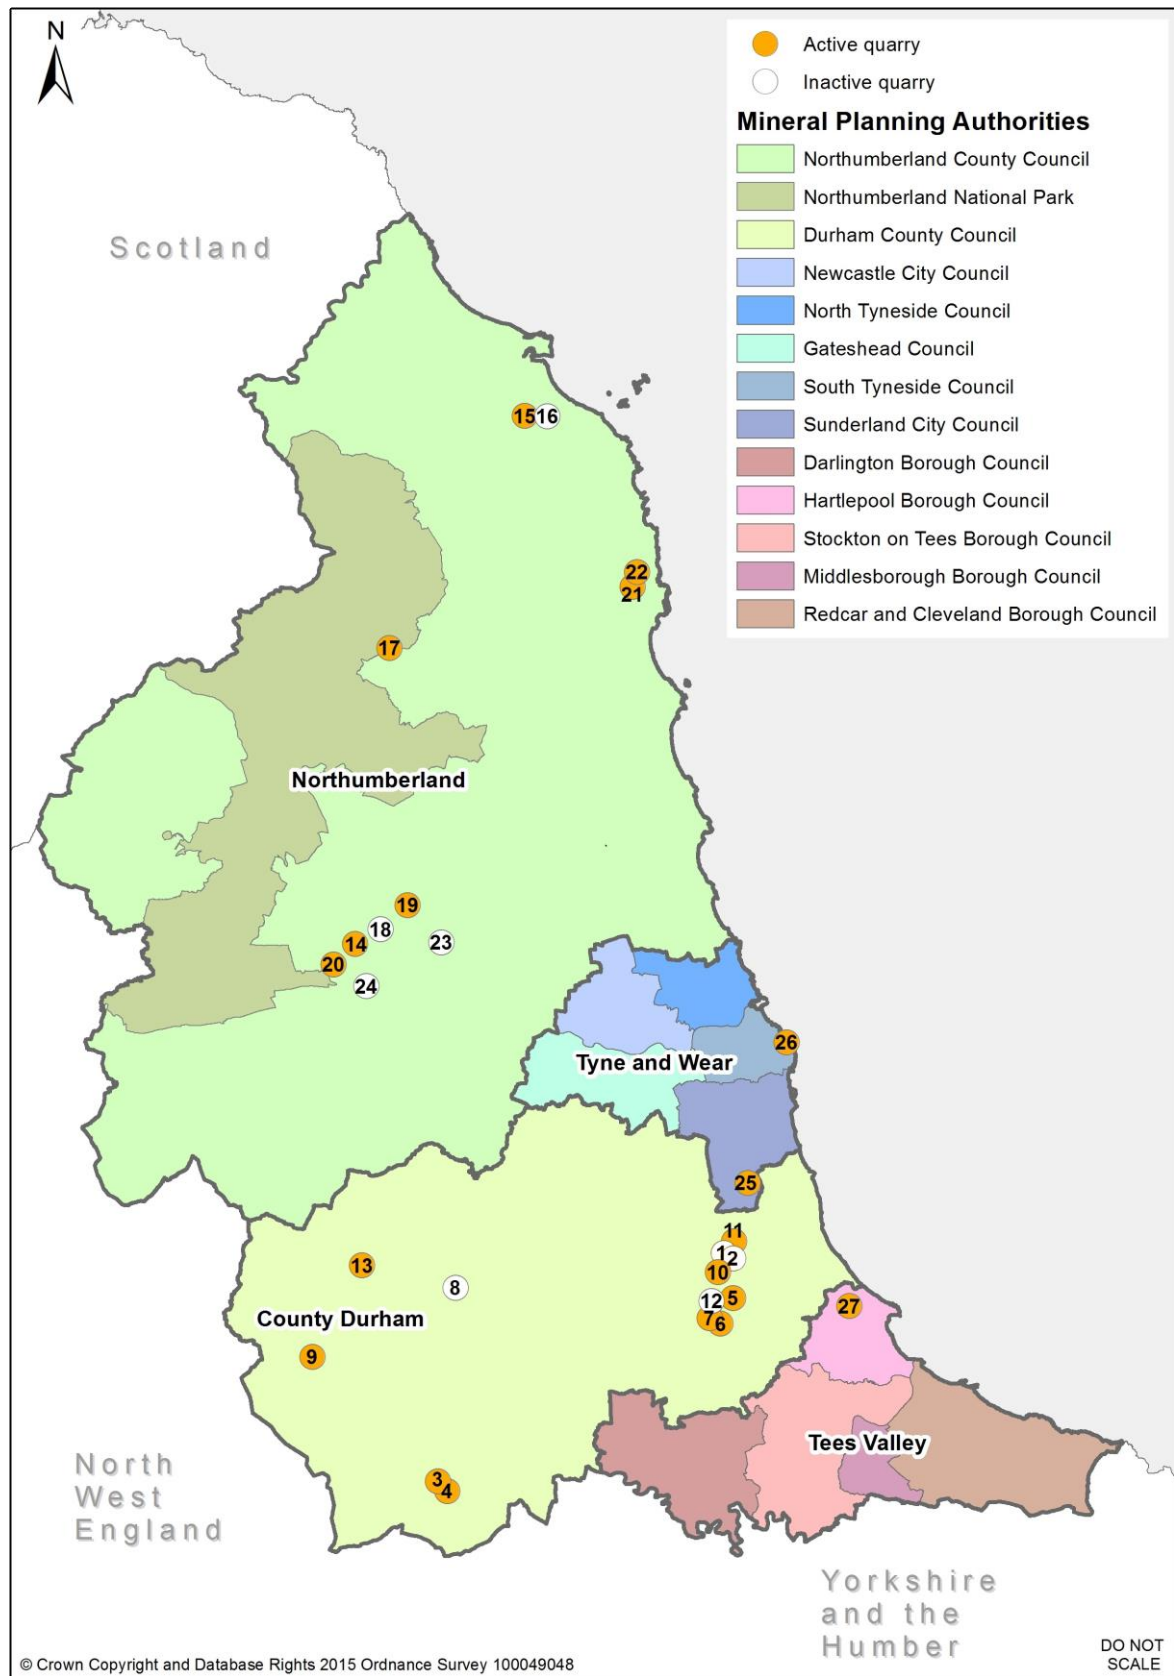 N
Active quarry
Inactive quarry
Mineral Planning Authorities
Northumberland County Council
Northumberland National Park
Durham County Council
Newcastle City Council
North Tyneside Council
Gateshead Council
South Tyneside Council
Sunderland City Council
Darlington Borough Council
Hartlepool Borough Council
Stockton on Tees Borough Council
Middlesborough Borough Council
Redcar and Cleveland Borough Council
Scotland
15 16
22
21
17
Northumberland
19
18
14
23
20
24
26
Tyne and Wear
25
11
1
2
13
10
8
5
12
27
7
6
County Durham
9
Tees Valley
3
4
North
West
England
Yorkshire
and the
Humber
DO NOT
SCALE
© Crown Copyright and Database Rights 2015 Ordnance Survey 100049048